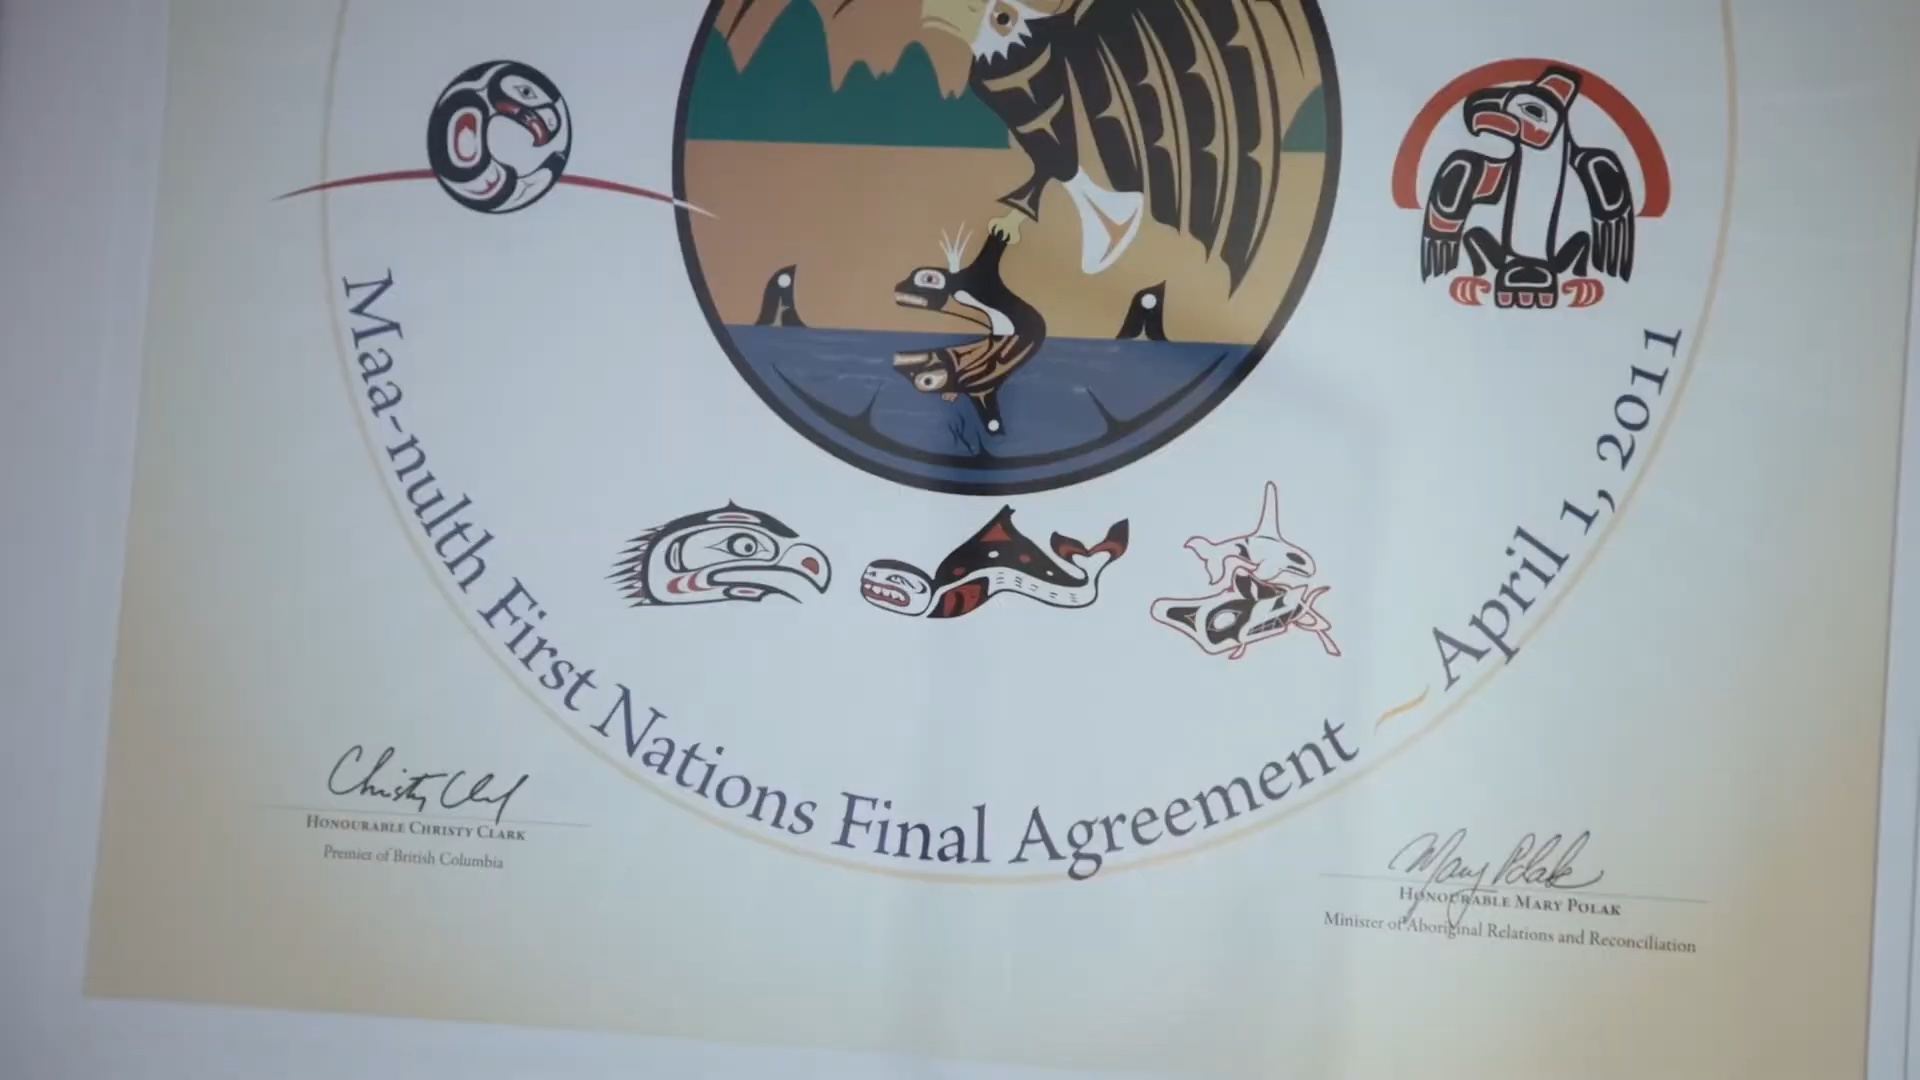 Maa-nulth First Nations Final Agreement ~ April 1, 2011
Christy Clark
HONOURABLE CHRISTY CLARK
Premier of British Columbia
Mary Polak
HONOURABLE MARY POLAK
Minister of Aboriginal Relations and Reconciliation